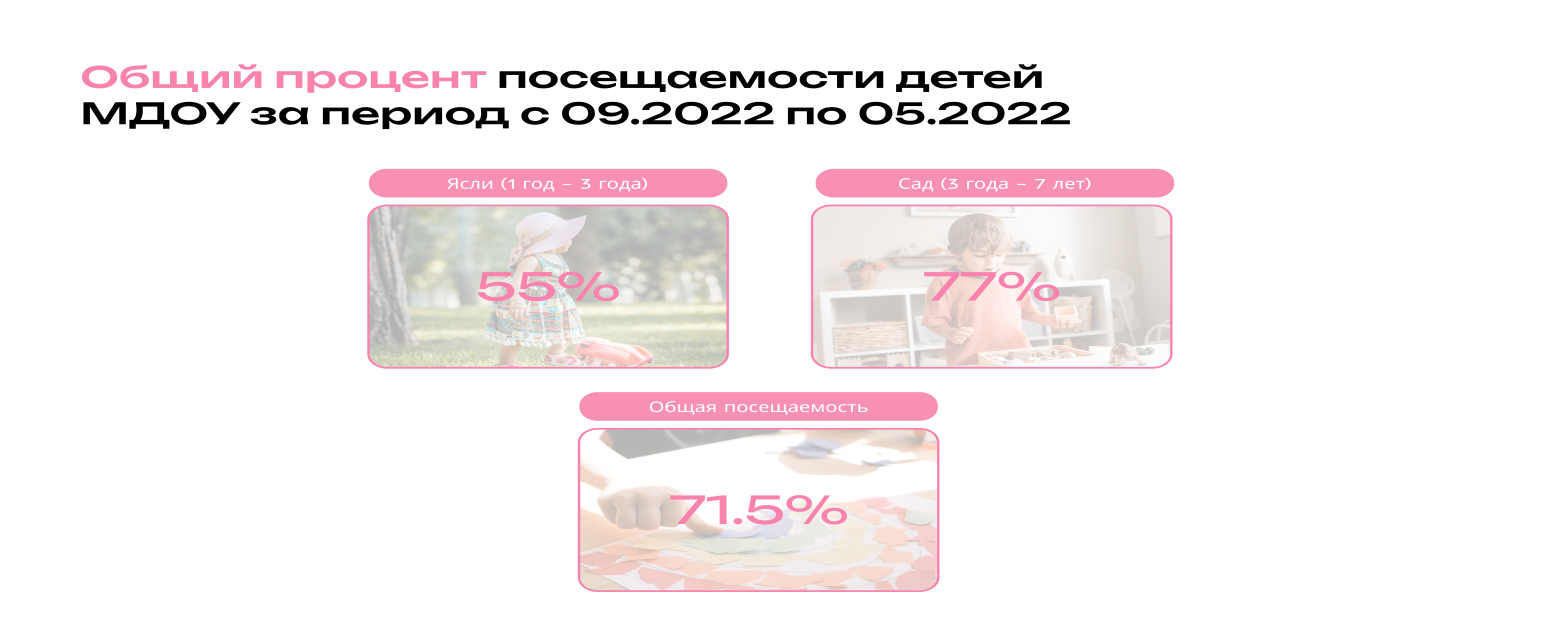 Общий процент посещаемости детей
МДОУ за период с 09.2022 по 05.2022
Ясли (1 год – 3 года)
55%
Сад (3 года – 7 лет)
77%
Общая посещаемость
71.5%